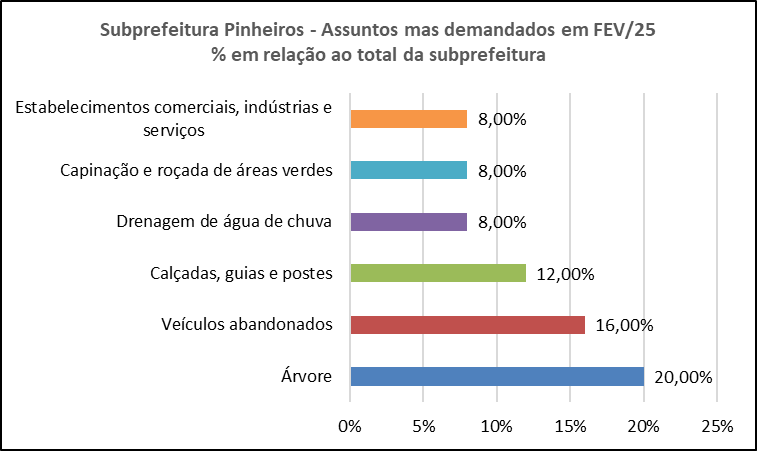 Subprefeitura Pinheiros - Assuntos mas demandados em FEV/25
% em relação ao total da subprefeitura
Estabelecimentos comerciais, indústrias e
serviços
8,00%
Capinação e roçada de áreas verdes
8,00%
Drenagem de água de chuva
8,00%
Calçadas, guias e postes
12,00%
Veículos abandonados
16,00%
Árvore
20,00%
0% 5% 10% 15% 20% 25%